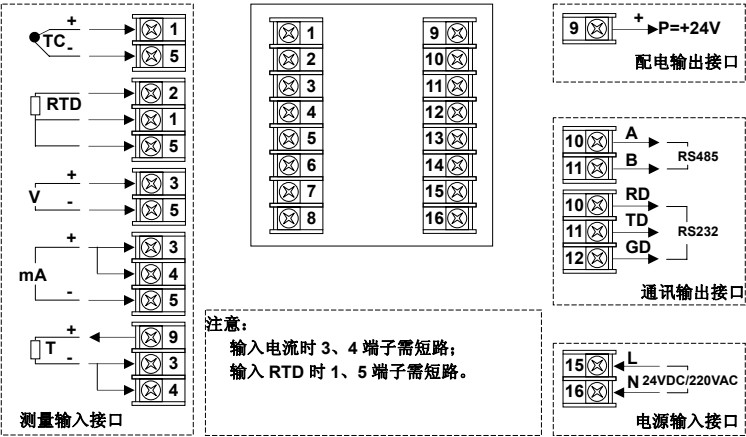 + TC - 1 5
RTD 2 1 5
+ V - 3 5
+ mA - 3 4 5
+ T - 9 3 4
测量输入接口
1 9
2 10
3 11
4 12
5 13
6 14
7 15
8 16
注意：
输入电流时 3、4 端子需短路；
输入 RTD 时 1、5 端子需短路。
9 + P=+24V
配电输出接口
10 A
11 B
RS485
10 RD
11 TD
12 GD
RS232
通讯输出接口
15 L
16 N 24VDC/220VAC
电源输入接口